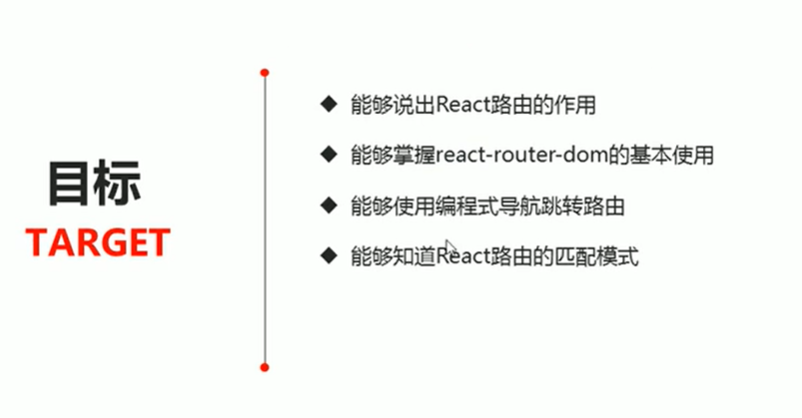 目标
TARGET
能够说出React路由的作用
能够掌握react-router-dom的基本使用
能够使用编程式导航跳转路由
能够知道React路由的匹配模式